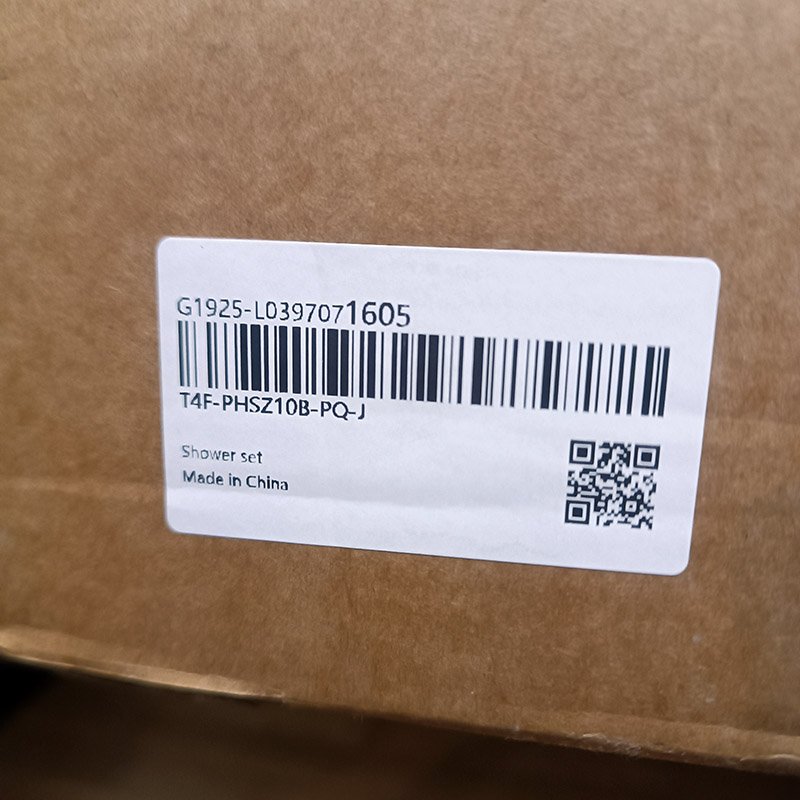 G1925-L0397071605
T4F-PHSZ10B-PQ-J
Shower set
Made in China